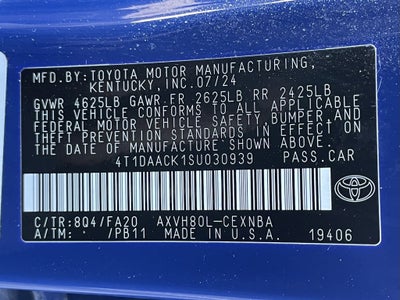 MFD.BY:TOYOTA MOTOR MANUFACTURING,
KENTUCKY, INC.07/24
GVWR 4625LB GAWR FR 2625LB RR 2425LB
THIS VEHICLE CONFORMS TO ALL APPLICABLE
FEDERAL MOTOR VEHICLE SAFETY, BUMPER, AND
THEFT PREVENTION STANDARDS IN EFFECT ON
THE DATE OF MANUFACTURE SHOWN ABOVE.
4T1DAACK1SU030939 PASS.CAR
C/TR:8Q4/FA20 AXVH80L-CEXNBA
A/TM: /PB11 MADE IN U.S.A. 19406
TOYOTA